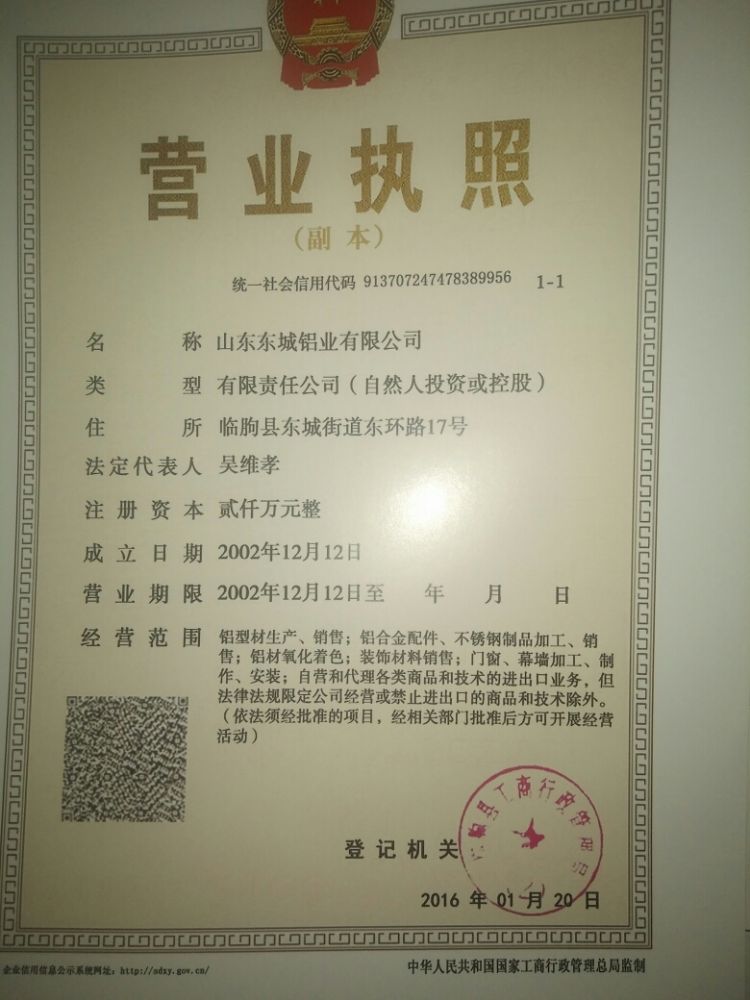 营业执照
（副 本）
统一社会信用代码 913707247478389956 1-1
名 称 山东东城铝业有限公司
类 型 有限责任公司（自然人投资或控股）
住 所 临朐县东城街道东环路17号
法定代表人 吴维孝
注 册 资 本 贰仟万元整
成 立 日 期 2002年12月12日
营 业 期 限 2002年12月12日至 年 月 日
经 营 范 围 铝型材生产、销售；铝合金配件、不锈钢制品加工、销
售；铝材氧化着色；装饰材料销售；门窗、幕墙加工、制
作、安装；自营和代理各类商品和技术的进出口业务，但
法律法规限定公司经营或禁止进出口的商品和技术除外。
（依法须经批准的项目，经相关部门批准后方可开展经营
活动）
登 记 机 关
临朐县工商行政管理局
2016 年 01 月 20 日
企业信用信息公示系统网址：http://sdxy.gov.cn/
中华人民共和国国家工商行政管理总局监制